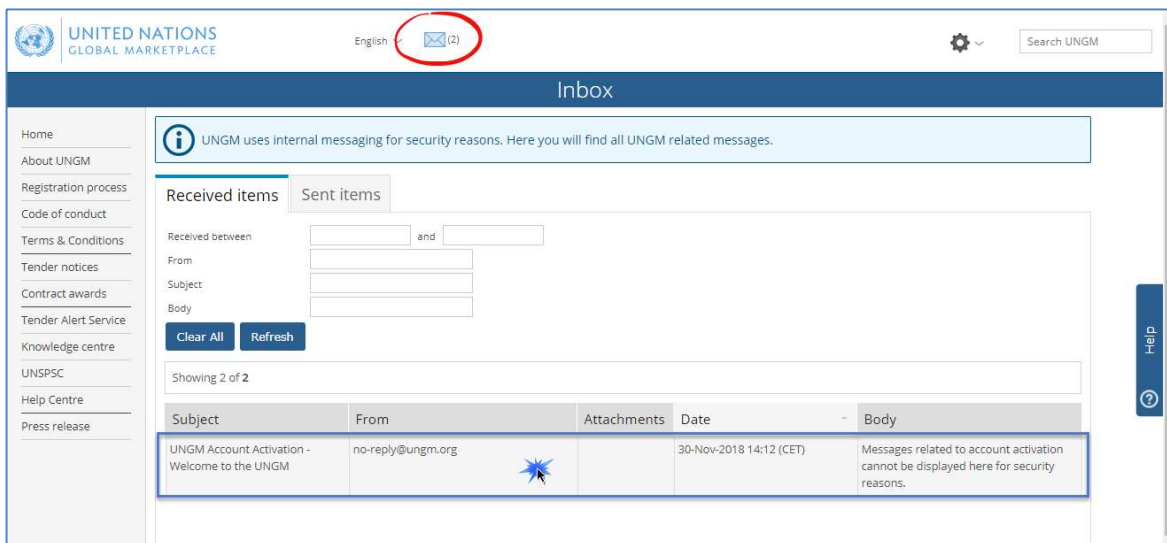 UNITED NATIONS
GLOBAL MARKETPLACE
English
(2)
Search UNGM
Inbox
Home
About UNGM
Registration process
Code of conduct
Terms & Conditions
Tender notices
Contract awards
Tender Alert Service
Knowledge centre
UNSPSC
Help Centre
Press release
UNGM uses internal messaging for security reasons. Here you will find all UNGM related messages.
Received items Sent items
Received between and
From
Subject
Body
Clear All Refresh
Showing 2 of 2
Subject From Attachments Date Body
UNGM Account Activation - no-reply@ungm.org 30-Nov-2018 14:12 (CET) Messages related to account activation
Welcome to the UNGM cannot be displayed here for security
reasons.
Help